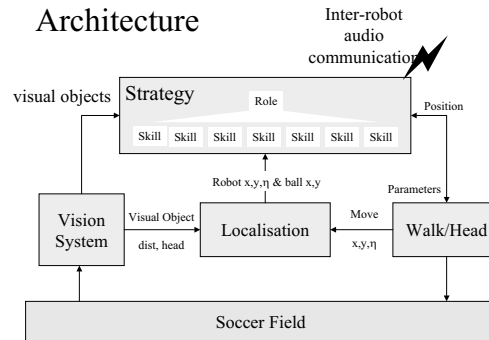 Architecture
Inter-robot
audio
communication
visual objects
Strategy
Role
Skill Skill Skill Skill Skill Skill Skill
Position
Robot x,y,η & ball x,y
Parameters
Vision
System
Visual Object
dist, head
Localisation
Move
x,y,η
Walk/Head
Soccer Field